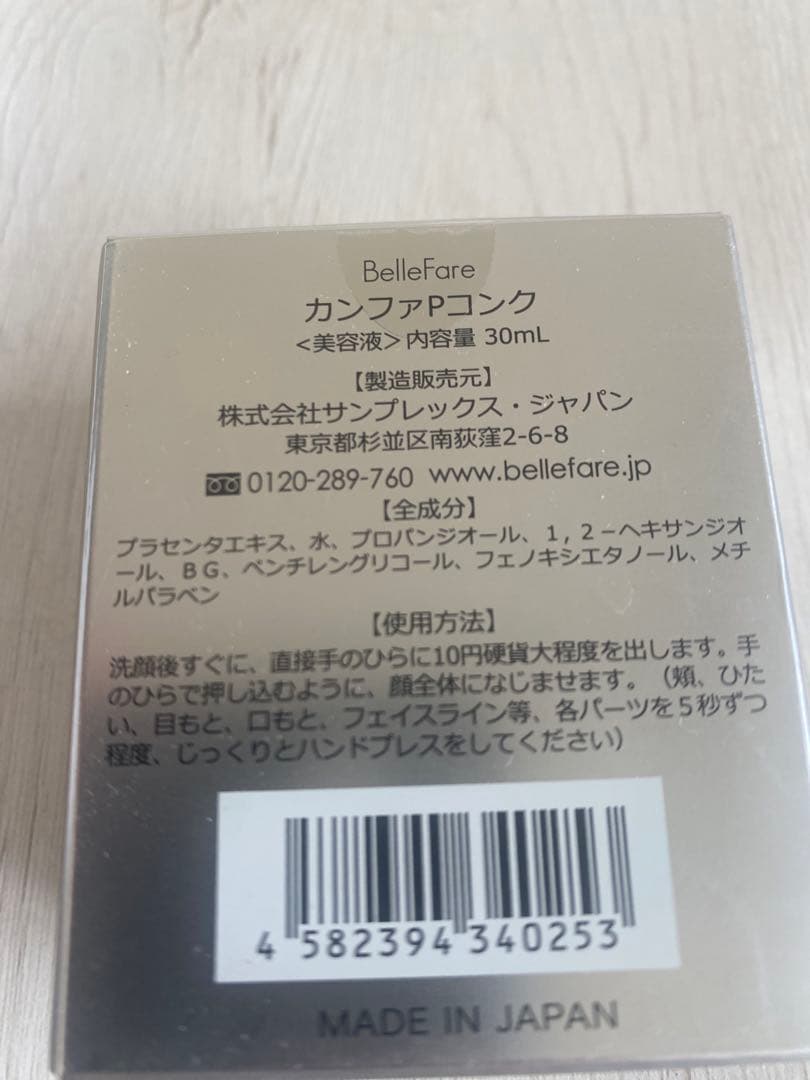 BelleFare
カンファPコンク
<美容液>内容量 30mL
【製造販売元】
株式会社サンプレックス・ジャパン
東京都杉並区南荻窪2-6-8
0120-289-760 www.bellefare.jp
【全成分】
プラセンタエキス、水、プロパンジオール、1,2−ヘキサンジオ
ール、BG、ペンチレングリコール、フェノキシエタノール、メチ
ルパラベン
【使用方法】
洗顔後すぐに、直接手のひらに10円硬貨大程度を出します。手
のひらで押し込むように、顔全体になじませます。（頬、ひた
い、目もと、口もと、フェイスライン等、各パーツを5秒ずつ
程度、じっくりとハンドプレスをしてください）
4 582394 340253
MADE IN JAPAN